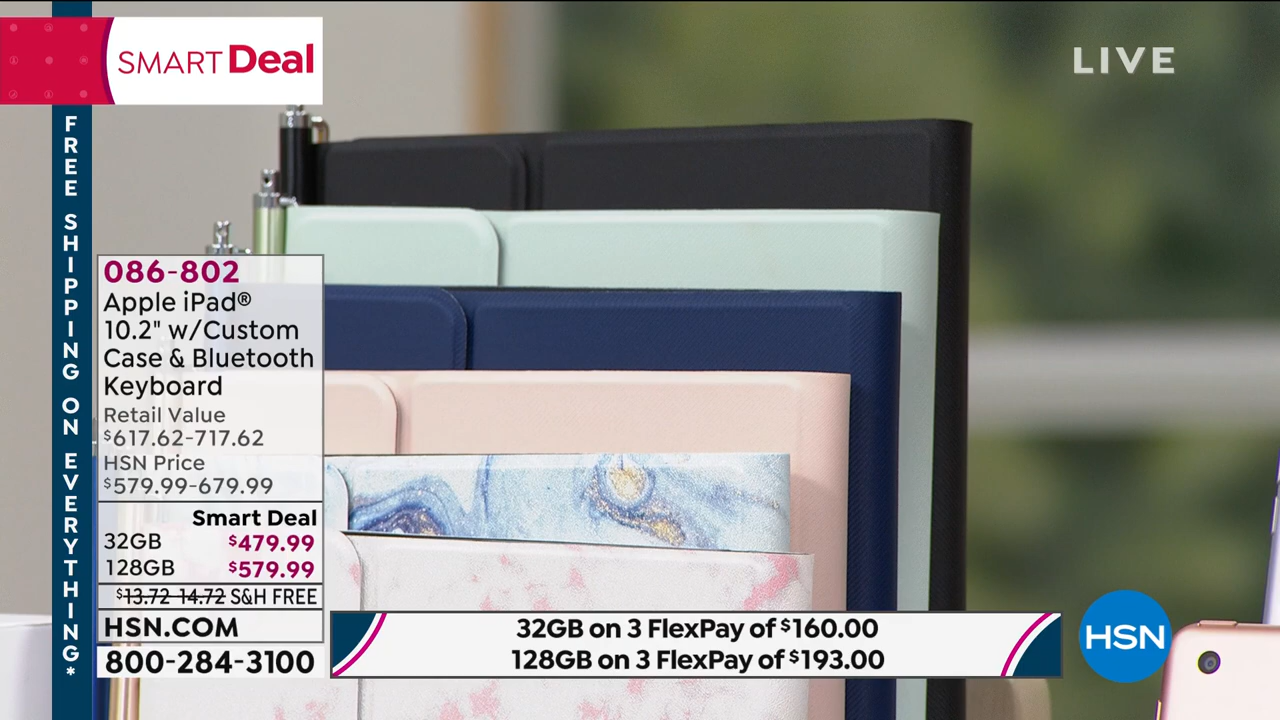 SMART Deal
LIVE
FREE SHIPPING ON EVERYTHING*
086-802
Apple iPad®
10.2" w/Custom
Case & Bluetooth
Keyboard
Retail Value
$617.62-717.62
HSN Price
$579.99-679.99
Smart Deal
32GB $479.99
128GB $579.99
$13.72-14.72 S&H FREE
HSN.COM
800-284-3100
32GB on 3 FlexPay of $160.00
128GB on 3 FlexPay of $193.00
HSN